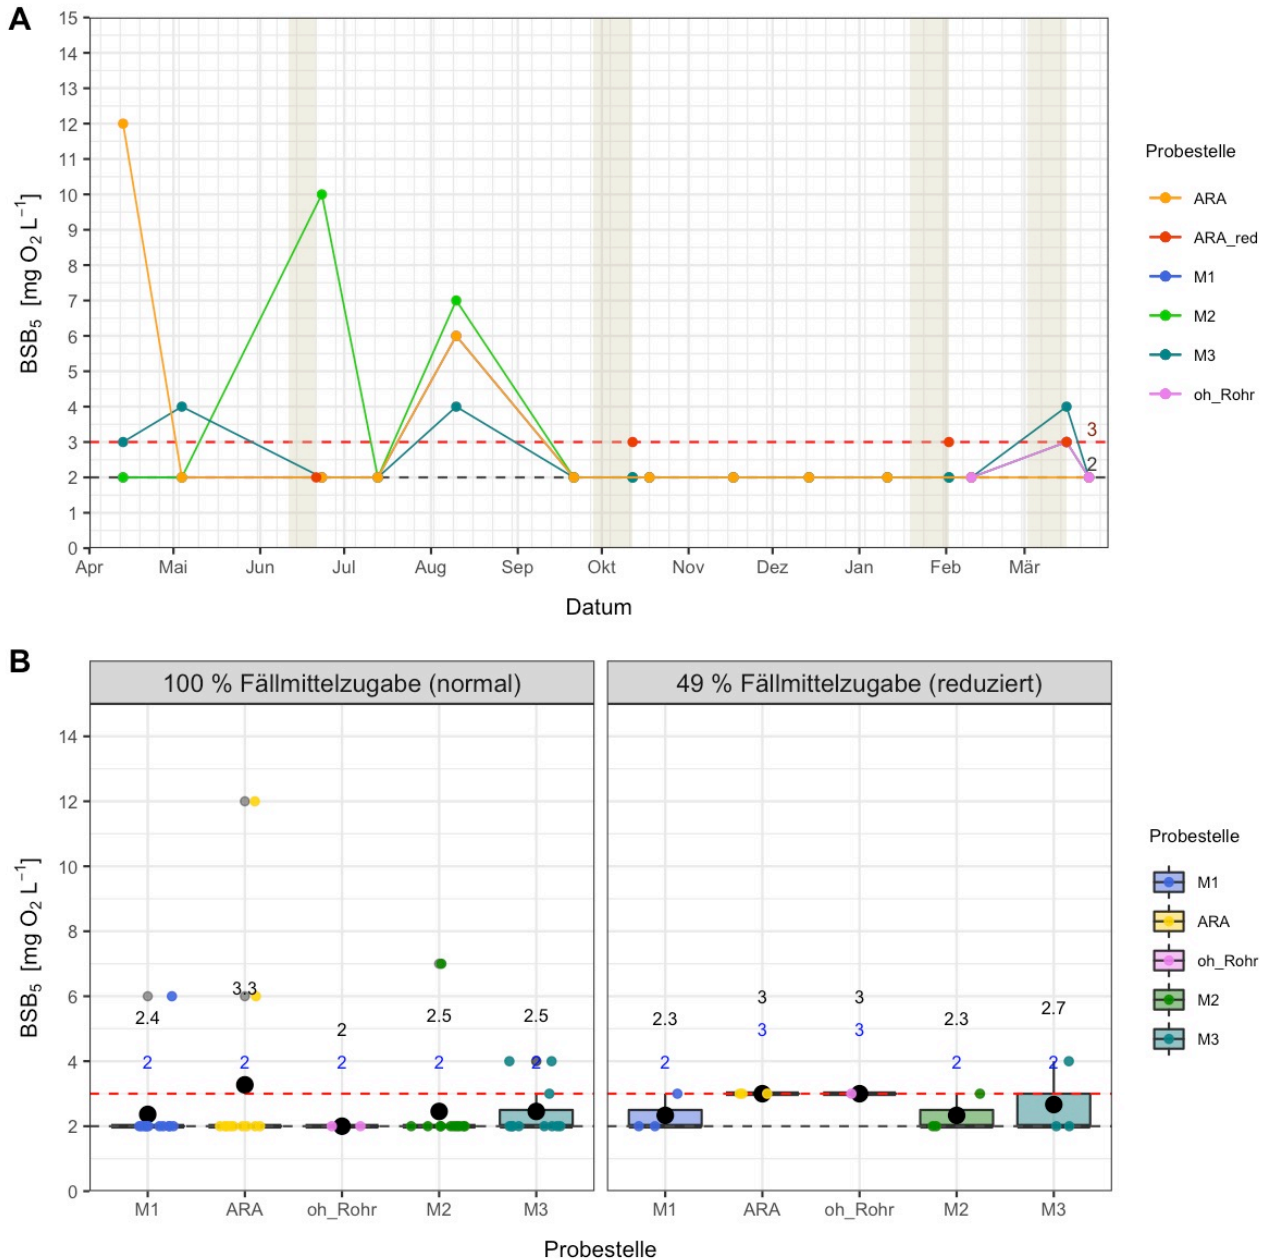 A
15
14
13
12
11
10
9
8
7
6
5
4
3
2
1
0
BSB5 [mg O2 L−1]
3
2
Apr Mai Jun Jul Aug Sep Okt Nov Dez Jan Feb Mär
Datum
Probestelle
ARA
ARA_red
M1
M2
M3
oh_Rohr
B
100 % Fällmittelzugabe (normal) 49 % Fällmittelzugabe (reduziert)
14
12
10
8
6
4
2
0
BSB5 [mg O2 L−1]
2.4 3.3 2 2.5 2.5 2.3 3 3 2.3 2.7
2 2 2 2 2 2 3 3 2 2
M1 ARA oh_Rohr M2 M3 M1 ARA oh_Rohr M2 M3
Probestelle
Probestelle
M1
ARA
oh_Rohr
M2
M3